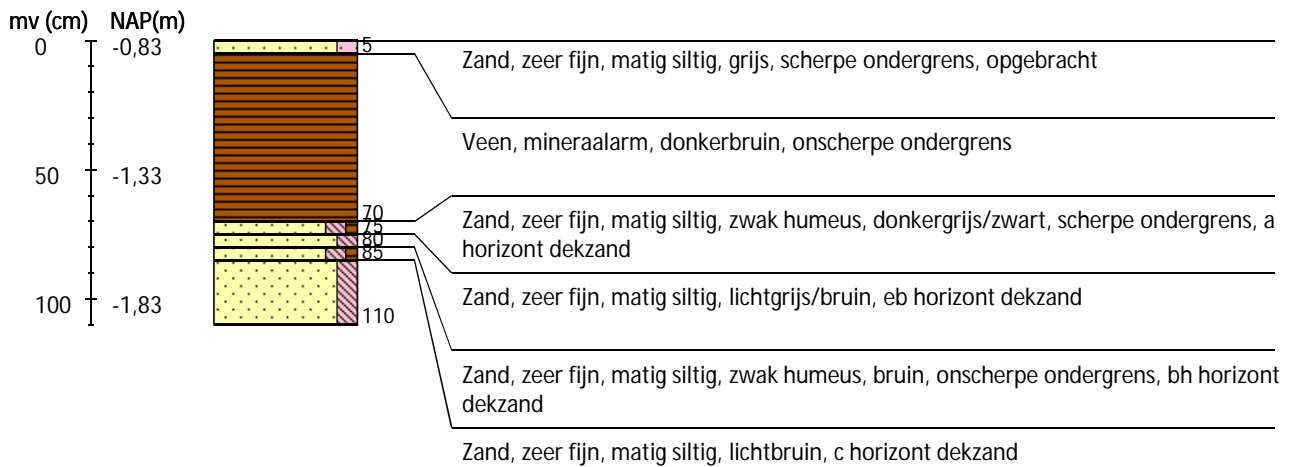 mv (cm) NAP(m)
0 -0,83
5
Zand, zeer fijn, matig siltig, grijs, scherpe ondergrens, opgebracht
Veen, mineraalarm, donkerbruin, onscherpe ondergrens
50 -1,33
70
75
80
85
Zand, zeer fijn, matig siltig, zwak humeus, donkergrijs/zwart, scherpe ondergrens, a
horizont dekzand
Zand, zeer fijn, matig siltig, lichtgrijs/bruin, eb horizont dekzand
100 -1,83
110
Zand, zeer fijn, matig siltig, zwak humeus, bruin, onscherpe ondergrens, bh horizont
dekzand
Zand, zeer fijn, matig siltig, lichtbruin, c horizont dekzand